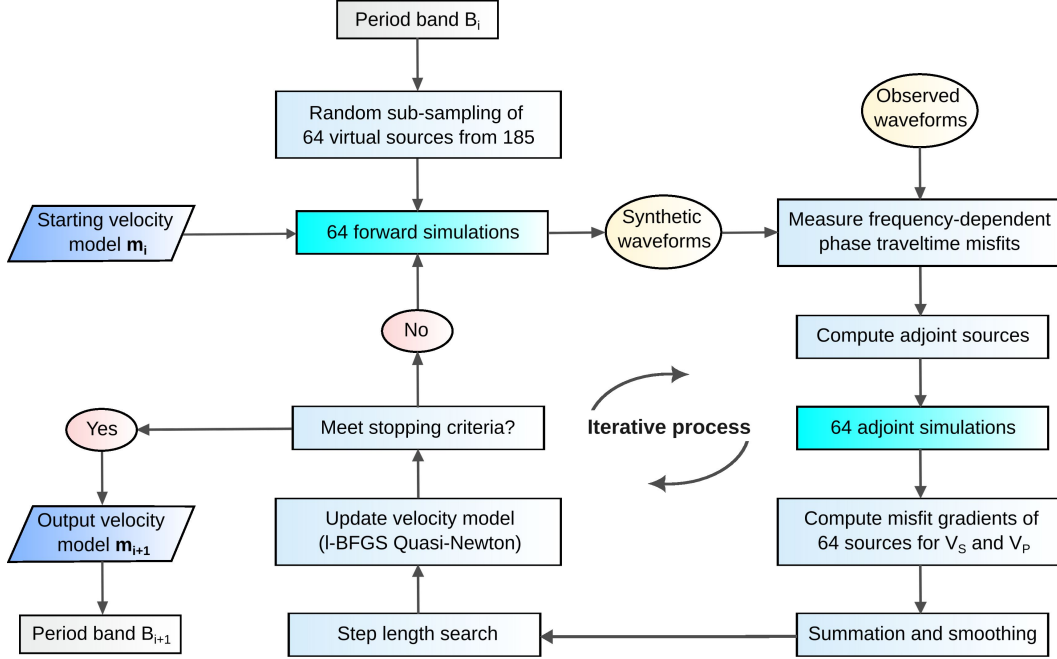 Period band Bi
Random sub-sampling of
64 virtual sources from 185
Observed
waveforms
Starting velocity
model mi
64 forward simulations
Synthetic
waveforms
Measure frequency-dependent
phase traveltime misfits
No
Compute adjoint sources
Yes
Meet stopping criteria?
Iterative process
64 adjoint simulations
Output velocity
model mi+1
Update velocity model
(l-BFGS Quasi-Newton)
Compute misfit gradients of
64 sources for VS and VP
Period band Bi+1
Step length search
Summation and smoothing